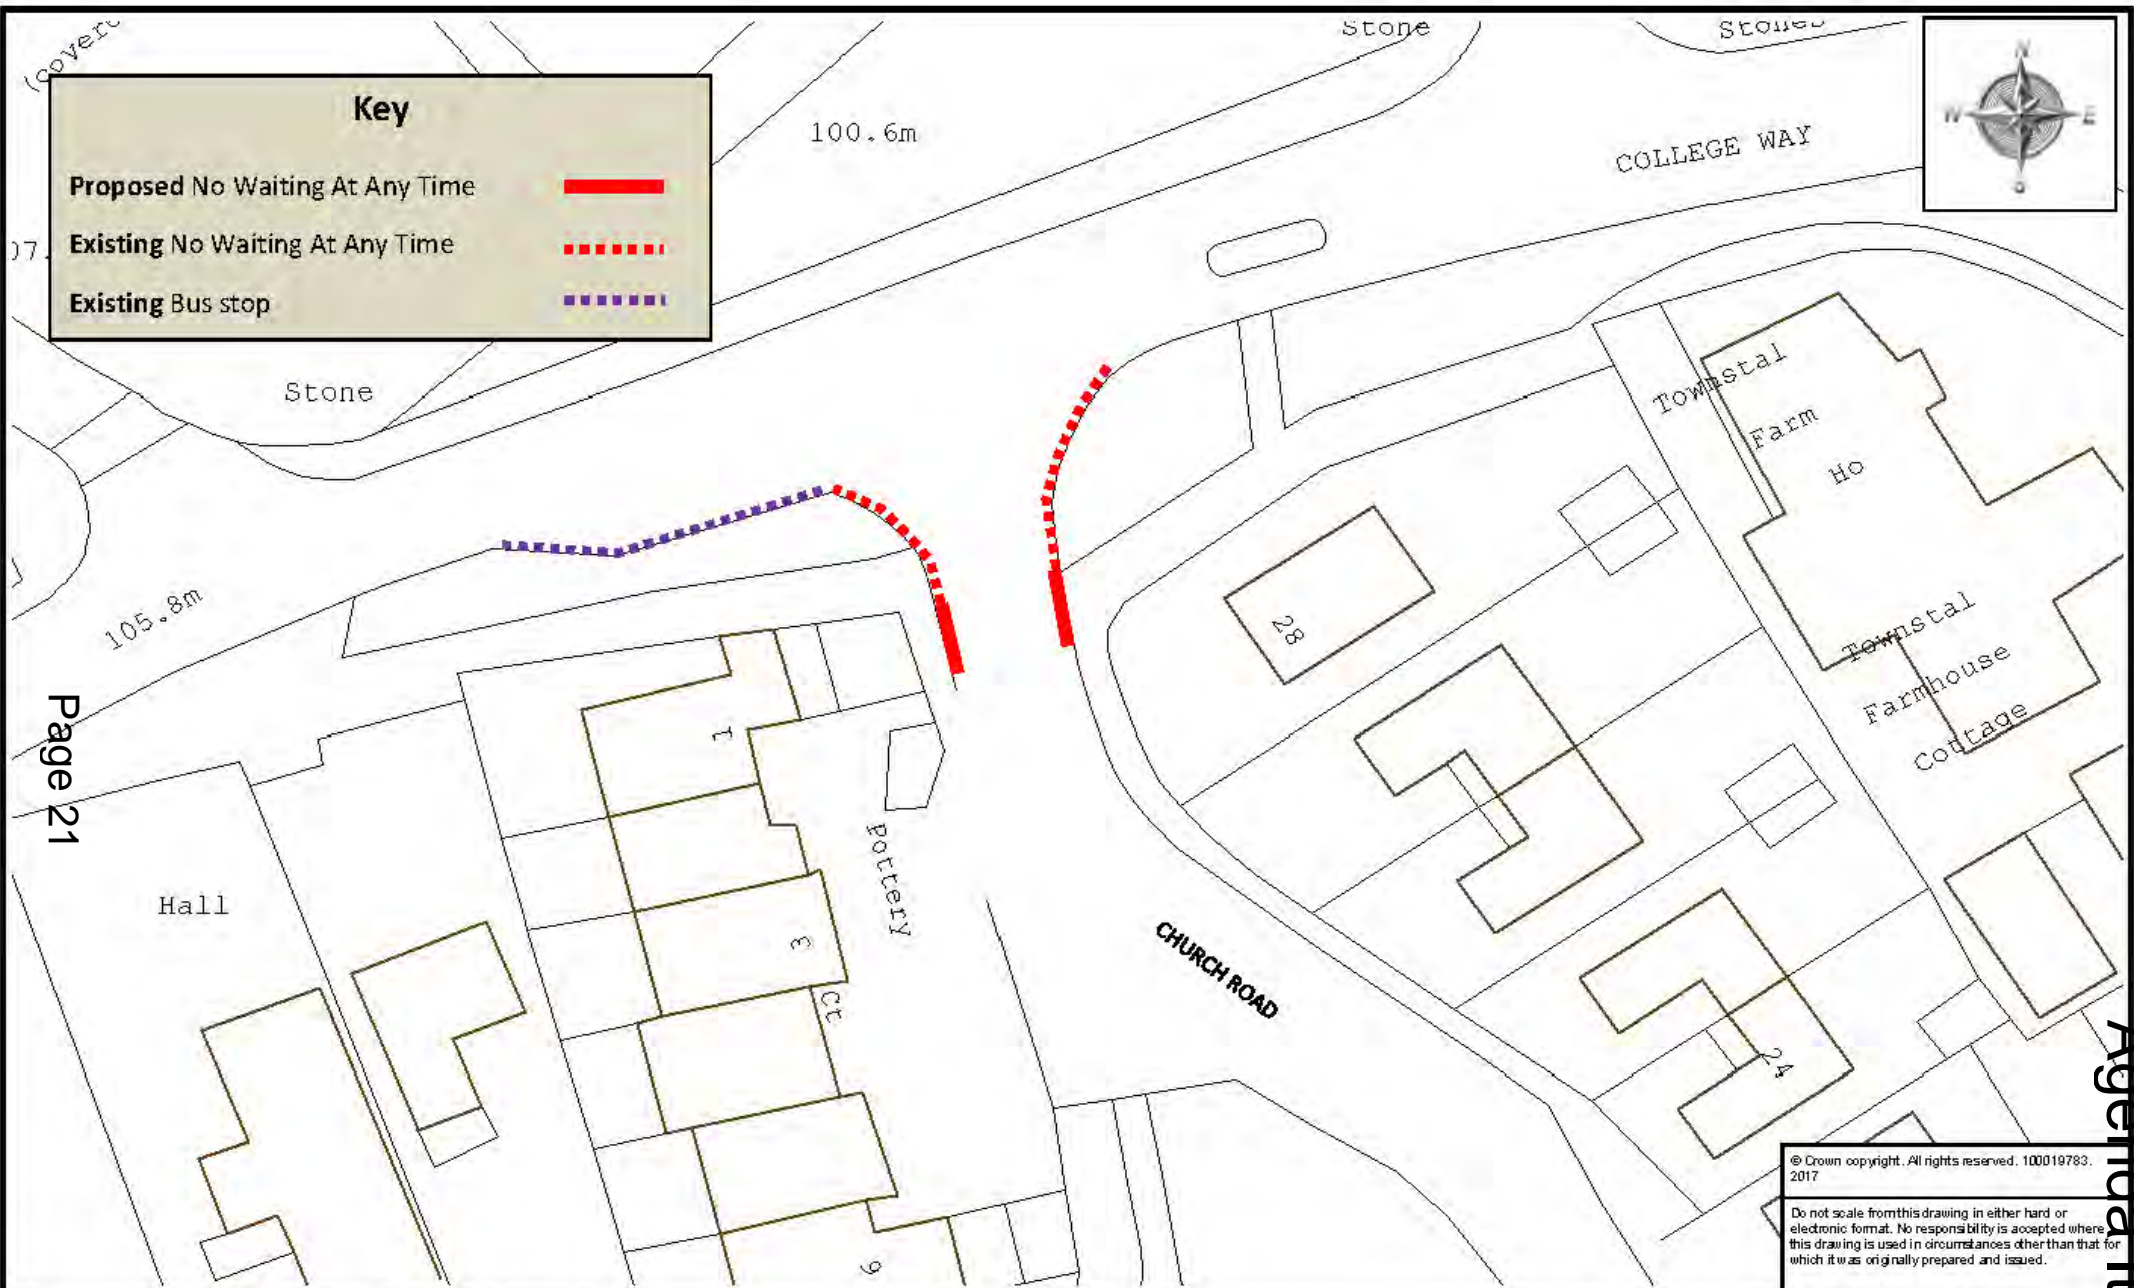 Stone
Stones
N
W
E
S
Key
Proposed No Waiting At Any Time
Existing No Waiting At Any Time
Existing Bus stop
100.6m
COLLEGE WAY
Stone
Townstal
Farm
Ho
105.8m
28
Townstal
Farmhouse
Cottage
Page 21
1
Pottery
Hall
3
Ct
CHURCH ROAD
24
9
© Crown copyright. All rights reserved. 100019783.
2017
Do not scale from this drawing in either hard or
electronic format. No responsibility is accepted where
this drawing is used in circumstances other than that for
which it was originally prepared and issued.